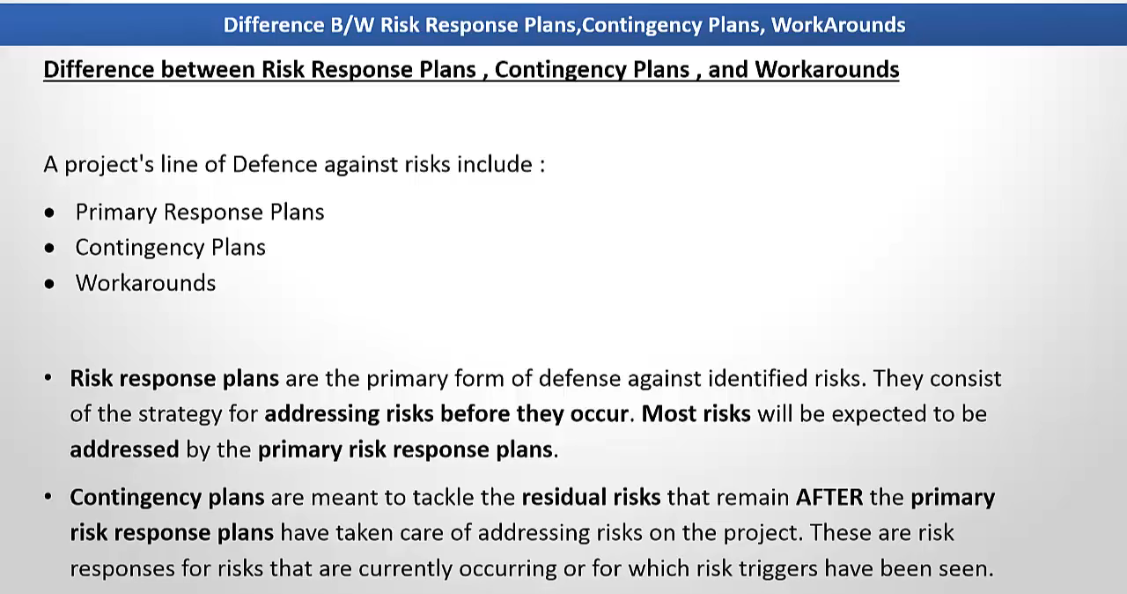 Difference B/W Risk Response Plans,Contingency Plans, WorkArounds
Difference between Risk Response Plans , Contingency Plans , and Workarounds
A project's line of Defence against risks include :
• Primary Response Plans
• Contingency Plans
• Workarounds
• Risk response plans are the primary form of defense against identified risks. They consist
of the strategy for addressing risks before they occur. Most risks will be expected to be
addressed by the primary risk response plans.
• Contingency plans are meant to tackle the residual risks that remain AFTER the primary
risk response plans have taken care of addressing risks on the project. These are risk
responses for risks that are currently occurring or for which risk triggers have been seen.